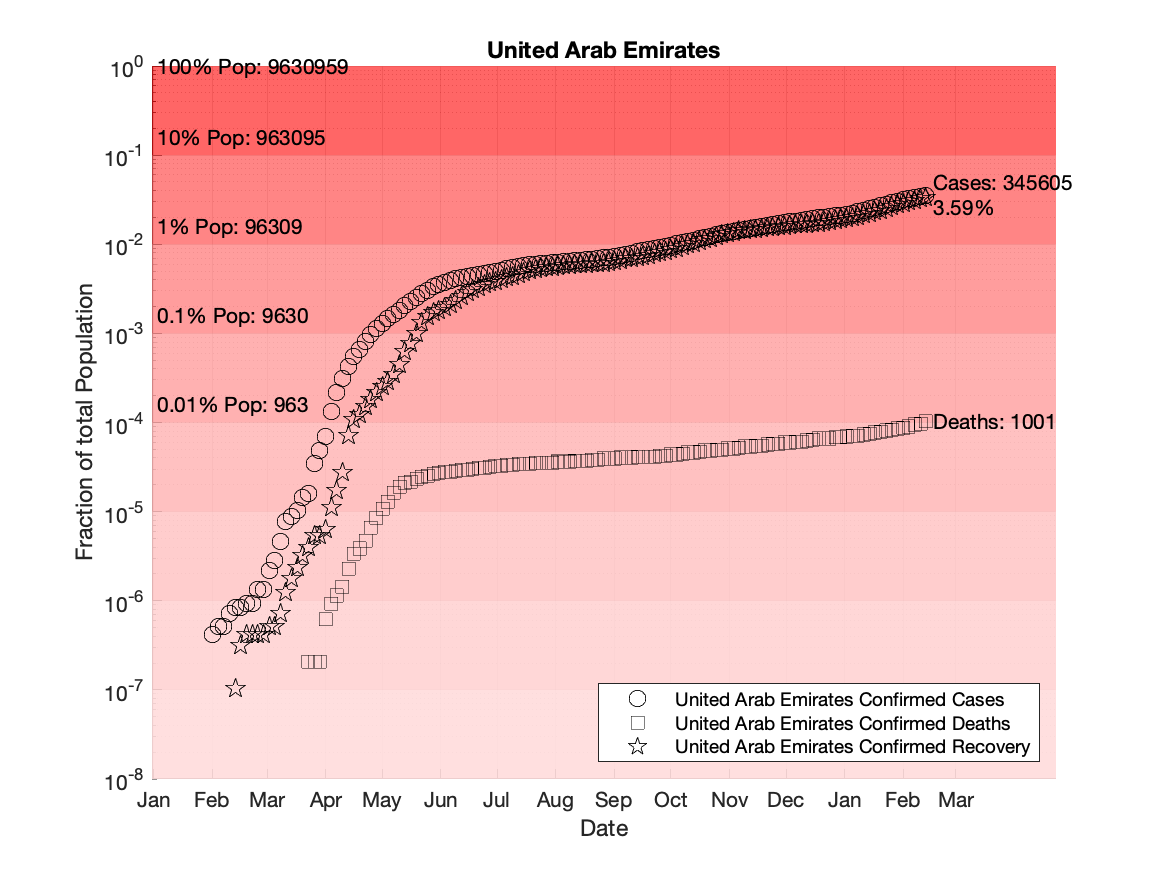 United Arab Emirates
10^0
100% Pop: 9630959
10% Pop: 963095
10^-1
Cases: 345605
3.59%
1% Pop: 96309
10^-2
0.1% Pop: 9630
10^-3
0.01% Pop: 963
10^-4
Deaths: 1001
10^-5
10^-6
10^-7
10^-8
Fraction of total Population
United Arab Emirates Confirmed Cases
United Arab Emirates Confirmed Deaths
United Arab Emirates Confirmed Recovery
Jan Feb Mar Apr May Jun Jul Aug Sep Oct Nov Dec Jan Feb Mar
Date